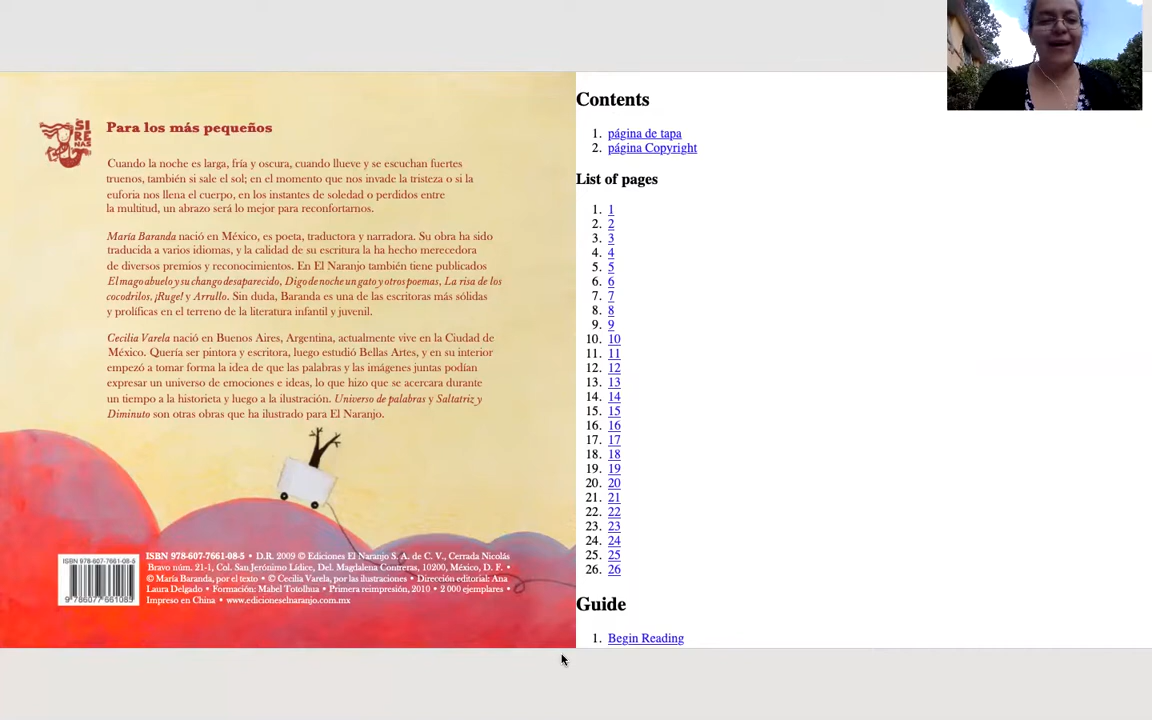 SI
RE
NAS
Para los más pequeños
Cuando la noche es larga, fría y oscura, cuando llueve y se escuchan fuertes
truenos, también si sale el sol; en el momento que nos invade la tristeza o si la
euforia nos llena el cuerpo, en los instantes de soledad o perdidos entre
la multitud, un abrazo será lo mejor para reconfortarnos.
María Baranda nació en México, es poeta, traductora y narradora. Su obra ha sido
traducida a varios idiomas, y la calidad de su escritura la ha hecho merecedora
de diversos premios y reconocimientos. En El Naranjo también tiene publicados
El mago abuelo y su chango desaparecido, Digo de noche un gato y otros poemas, La risa de los
cocodrilos, ¡Ruge! y Arrullo. Sin duda, Baranda es una de las escritoras más sólidas
y prolíficas en el terreno de la literatura infantil y juvenil.
Cecilia Varela nació en Buenos Aires, Argentina, actualmente vive en la Ciudad de
México. Quería ser pintora y escritora, luego estudió Bellas Artes, y en su interior
empezó a tomar forma la idea de que las palabras y las imágenes juntas podían
expresar un universo de emociones e ideas, lo que hizo que se acercara durante
un tiempo a la historieta y luego a la ilustración. Universo de palabras y Saltatriz y
Diminuto son otras obras que ha ilustrado para El Naranjo.
ISBN 978-607-7661-08-5
9 786077 661085
ISBN 978-607-7661-08-5 • D.R. 2009 © Ediciones El Naranjo S. A. de C. V., Cerrada Nicolás
Bravo núm. 21-1, Col. San Jerónimo Lídice, Del. Magdalena Contreras, 10200, México, D. F. •
© María Baranda, por el texto • © Cecilia Varela, por las ilustraciones • Dirección editorial: Ana
Laura Delgado • Formación: Mabel Totolhua • Primera reimpresión, 2010 • 2 000 ejemplares •
Impreso en China • www.edicioneselnaranjo.com.mx
Contents
1. página de tapa
2. página Copyright
List of pages
1. 1
2. 2
3. 3
4. 4
5. 5
6. 6
7. 7
8. 8
9. 9
10. 10
11. 11
12. 12
13. 13
14. 14
15. 15
16. 16
17. 17
18. 18
19. 19
20. 20
21. 21
22. 22
23. 23
24. 24
25. 25
26. 26
Guide
1. Begin Reading